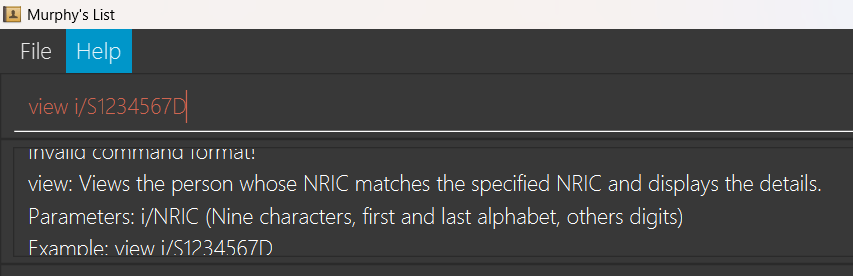 Murphy's List
File Help
view i/S1234567D
Invalid command format!
view: Views the person whose NRIC matches the specified NRIC and displays the details.
Parameters: i/NRIC (Nine characters, first and last alphabet, others digits)
Example: view i/S1234567D